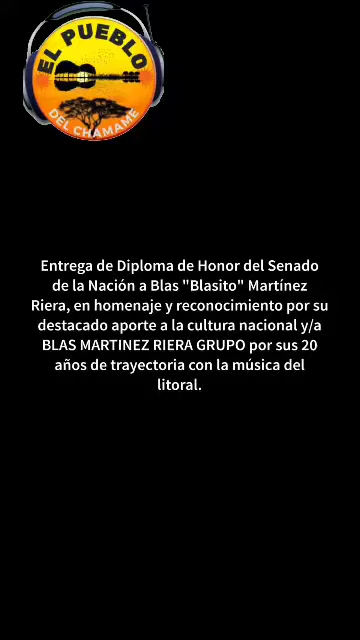 EL PUEBLO
DEL CHAMAME
Entrega de Diploma de Honor del Senado
de la Nación a Blas "Blasito" Martínez
Riera, en homenaje y reconocimiento por su
destacado aporte a la cultura nacional y/a
BLAS MARTINEZ RIERA GRUPO por sus 20
años de trayectoria con la música del
litoral.